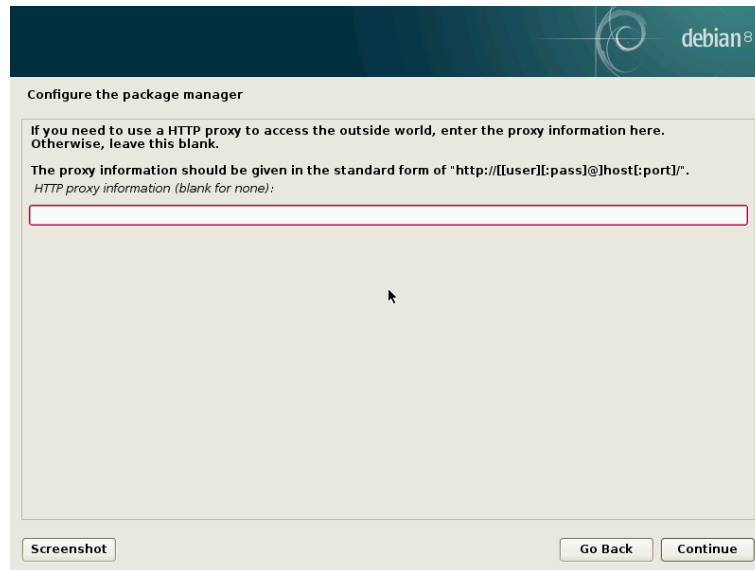 debian 8
Configure the package manager
If you need to use a HTTP proxy to access the outside world, enter the proxy information here.
Otherwise, leave this blank.
The proxy information should be given in the standard form of "http://[[user][:pass]@]host[:port]/".
HTTP proxy information (blank for none):
Screenshot
Go Back
Continue